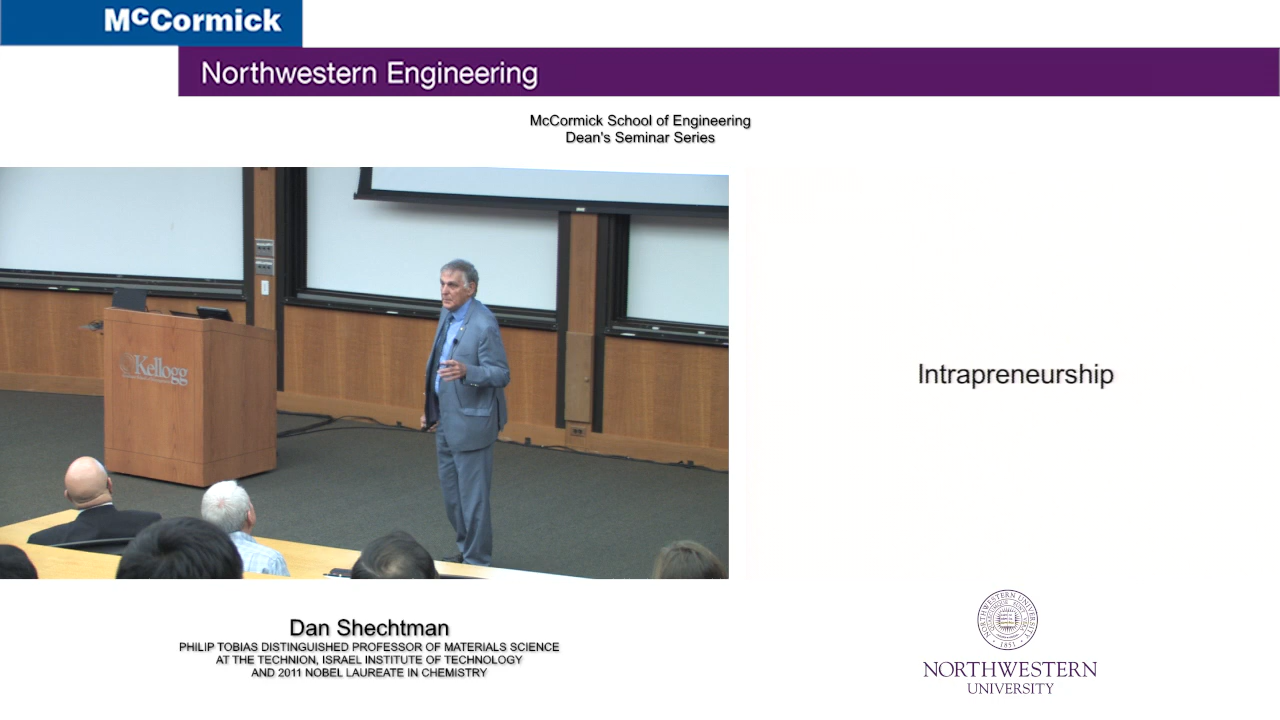 McCormick
Northwestern Engineering
McCormick School of Engineering
Dean's Seminar Series
Kellogg
Intrapreneurship
Dan Shechtman
PHILIP TOBIAS DISTINGUISHED PROFESSOR OF MATERIALS SCIENCE
AT THE TECHNION, ISRAEL INSTITUTE OF TECHNOLOGY
AND 2011 NOBEL LAUREATE IN CHEMISTRY
1851
NORTHWESTERN
UNIVERSITY